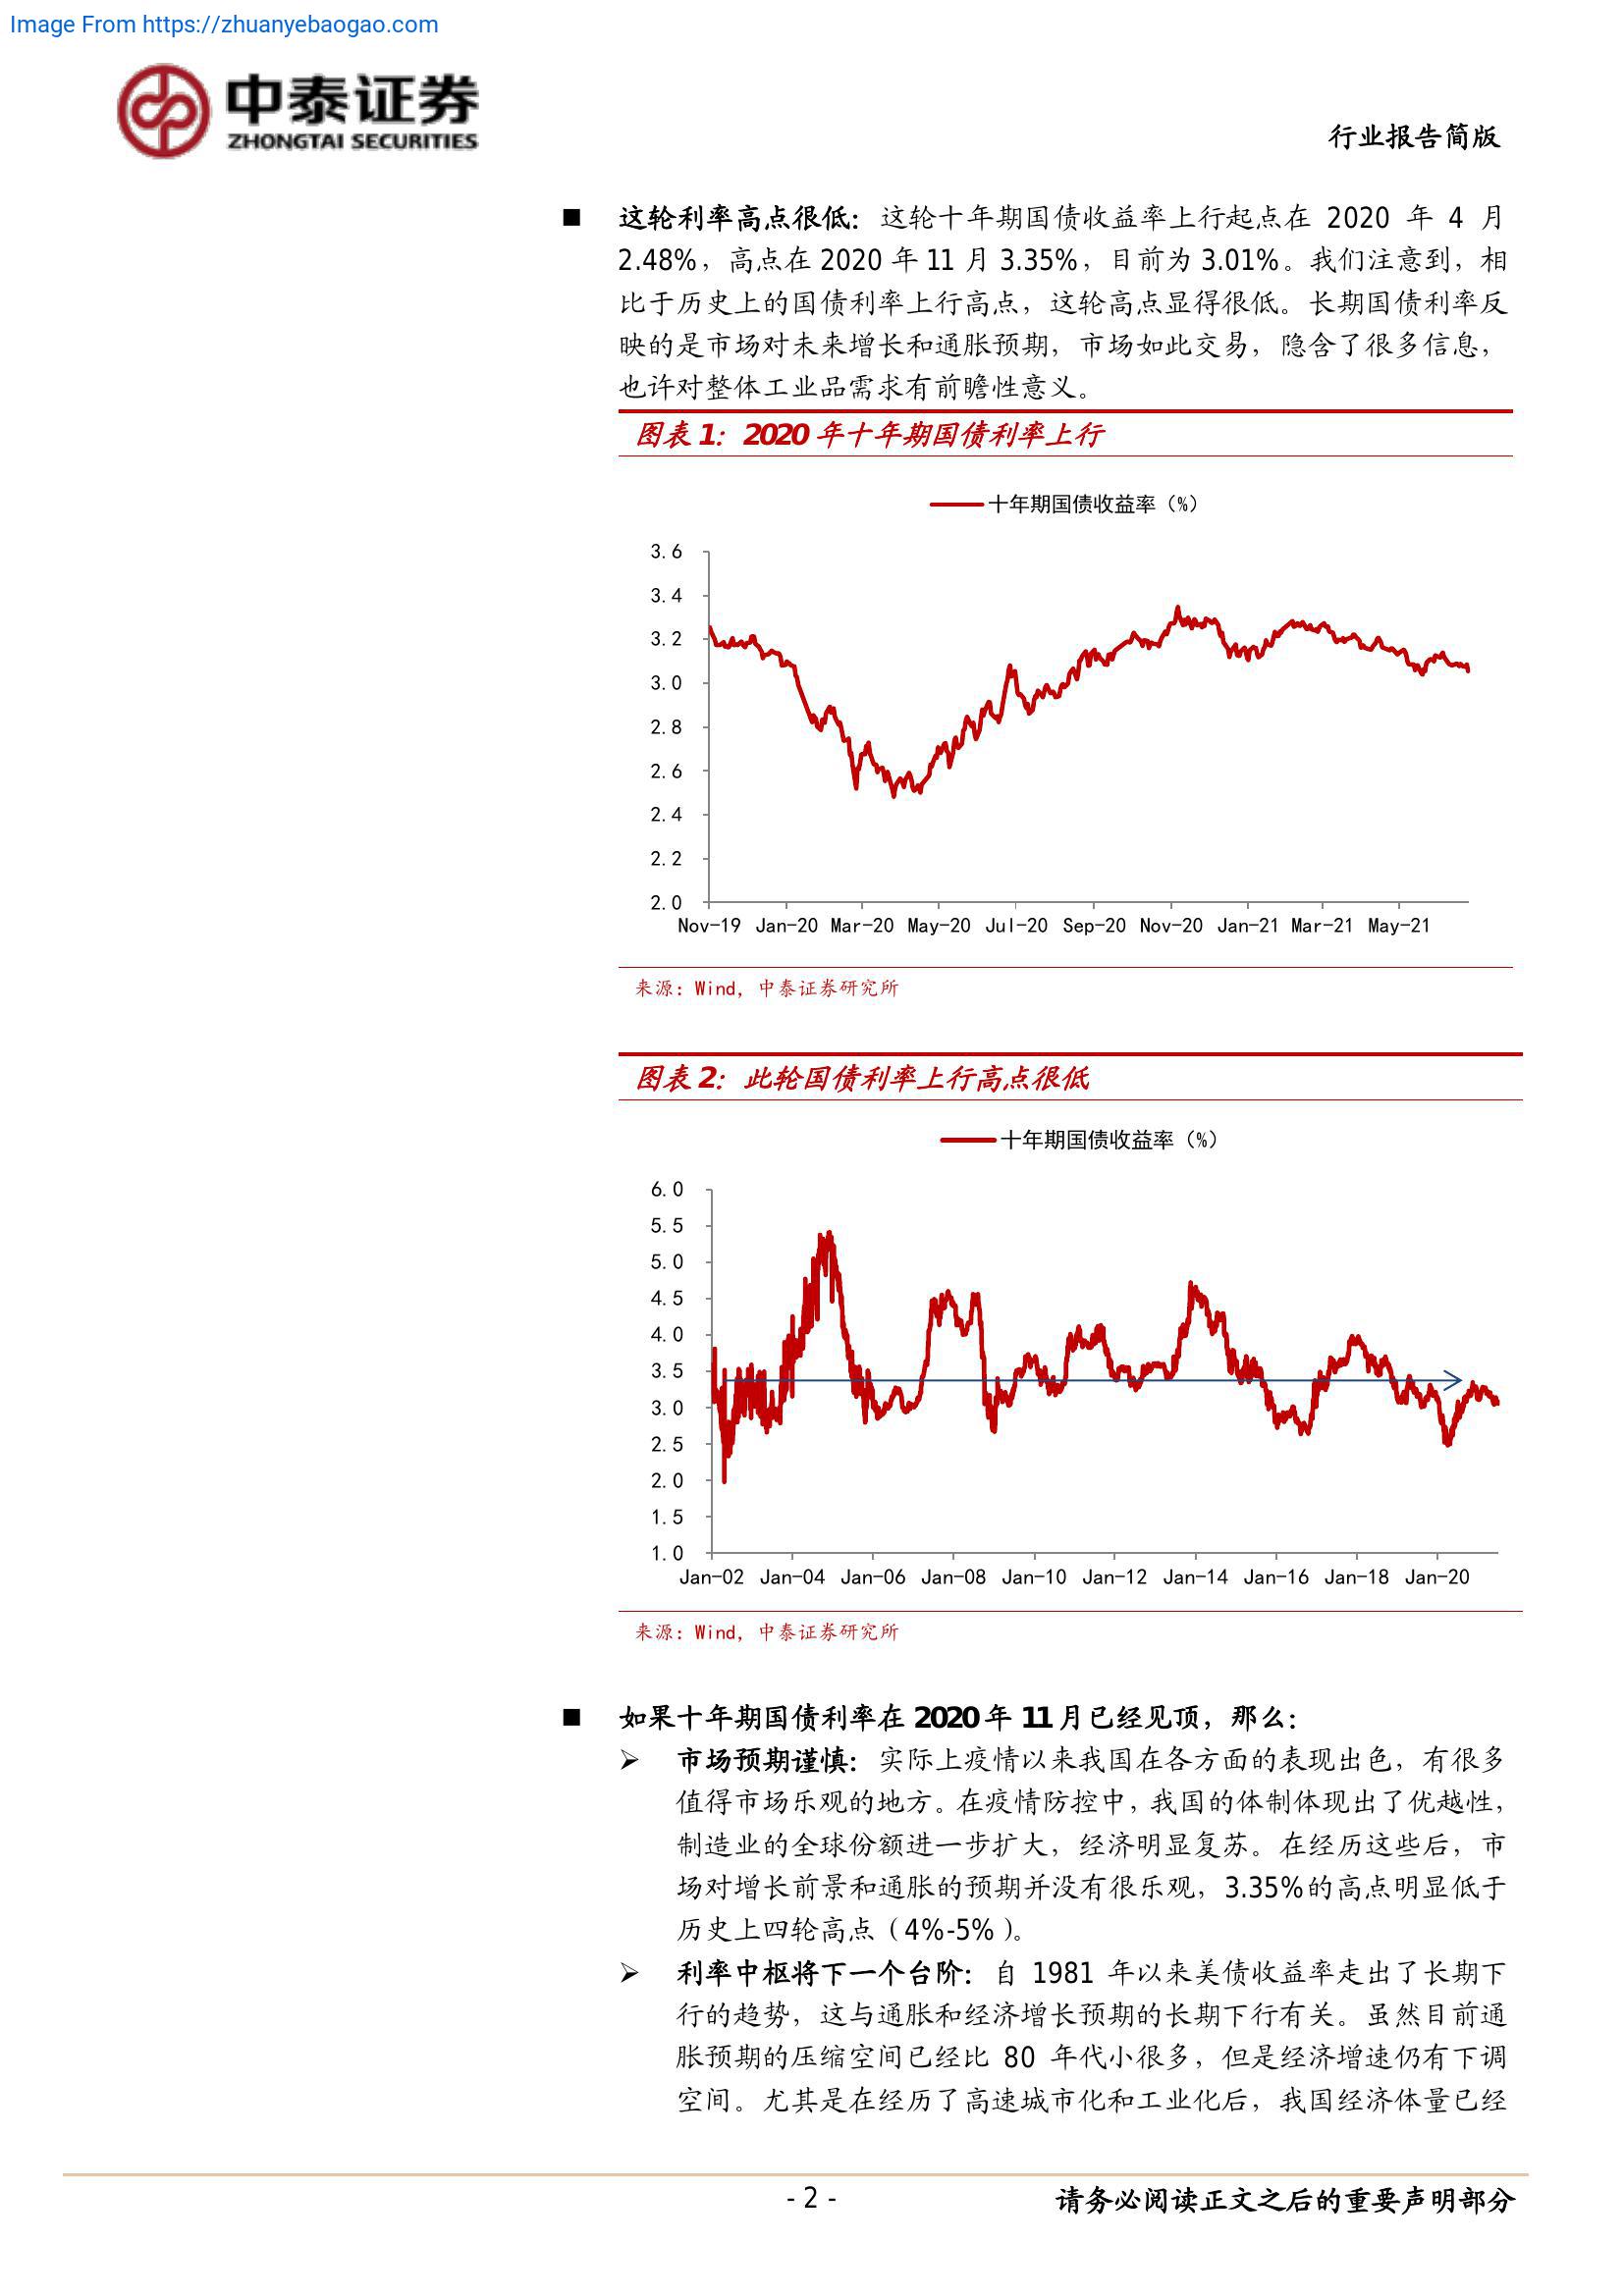 Image From https://zhuanyebaogao.com
中泰证券
ZHONGTAI SECURITIES
行业报告简版
■ 这轮利率高点很低：这轮十年期国债收益率上行起点在 2020 年 4 月
2.48%，高点在 2020 年 11 月 3.35%，目前为 3.01%。我们注意到，相
比于历史上的国债利率上行高点，这轮高点显得很低。长期国债利率反
映的是市场对未来增长和通胀预期，市场如此交易，隐含了很多信息，
也许对整体工业品需求有前瞻性意义。
图表 1：2020 年十年期国债利率上行
十年期国债收益率（%）
3.6
3.4
3.2
3.0
2.8
2.6
2.4
2.2
2.0
Nov-19 Jan-20 Mar-20 May-20 Jul-20 Sep-20 Nov-20 Jan-21 Mar-21 May-21
来源：Wind，中泰证券研究所
图表 2：此轮国债利率上行高点很低
十年期国债收益率（%）
6.0
5.5
5.0
4.5
4.0
3.5
3.0
2.5
2.0
1.5
1.0
Jan-02 Jan-04 Jan-06 Jan-08 Jan-10 Jan-12 Jan-14 Jan-16 Jan-18 Jan-20
来源：Wind，中泰证券研究所
■ 如果十年期国债利率在 2020 年 11 月已经见顶，那么：
➢ 市场预期谨慎：实际上疫情以来我国在各方面的表现出色，有很多
值得市场乐观的地方。在疫情防控中，我国的体制体现出了优越性，
制造业的全球份额进一步扩大，经济明显复苏。在经历这些后，市
场对增长前景和通胀的预期并没有很乐观，3.35%的高点明显低于
历史上四轮高点（4%-5%）。
➢ 利率中枢将下一个台阶：自 1981 年以来美债收益率走出了长期下
行的趋势，这与通胀和经济增长预期的长期下行有关。虽然目前通
胀预期的压缩空间已经比 80 年代小很多，但是经济增速仍有下调
空间。尤其是在经历了高速城市化和工业化后，我国经济体量已经
- 2 -
请务必阅读正文之后的重要声明部分